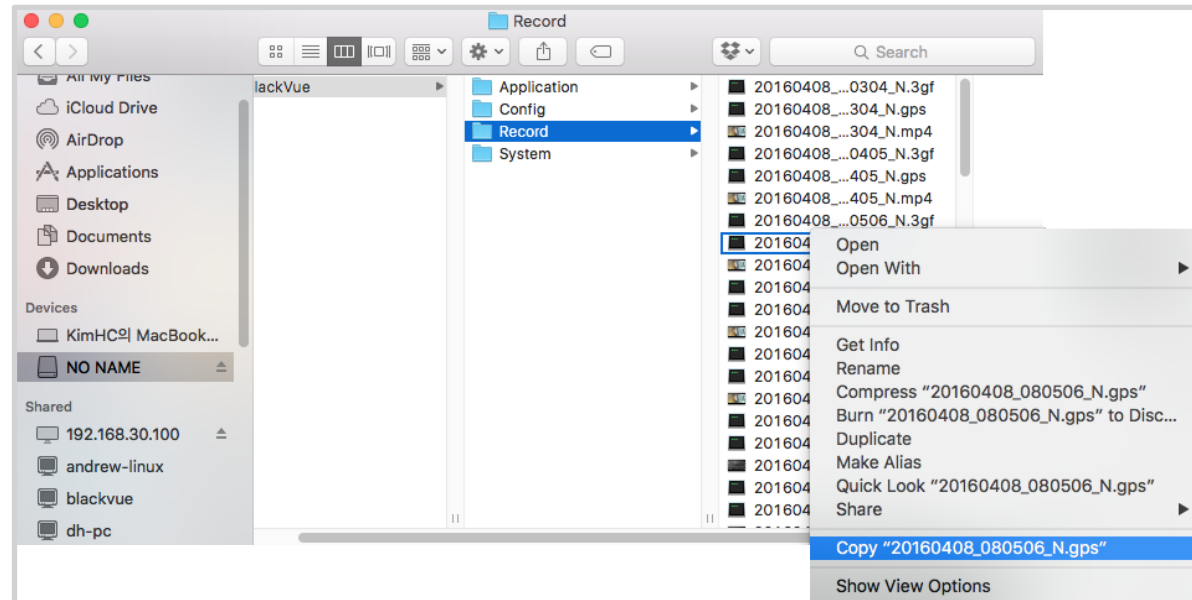 Record
Search
All My Files
iCloud Drive
AirDrop
Applications
Desktop
Documents
Downloads
Devices
KimHC의 MacBook...
NO NAME
Shared
192.168.30.100
andrew-linux
blackvue
dh-pc
lackVue
Application
Config
Record
System
20160408_...0304_N.3gf
20160408_...304_N.gps
20160408_...304_N.mp4
20160408_...0405_N.3gf
20160408_...405_N.gps
20160408_...405_N.mp4
20160408_...0506_N.3gf
201604
201604
201604
201604
201604
201604
201604
201604
201604
201604
201604
201604
201604
Open
Open With
Move to Trash
Get Info
Rename
Compress “20160408_080506_N.gps”
Burn “20160408_080506_N.gps” to Disc...
Duplicate
Make Alias
Quick Look “20160408_080506_N.gps”
Share
Copy “20160408_080506_N.gps”
Show View Options